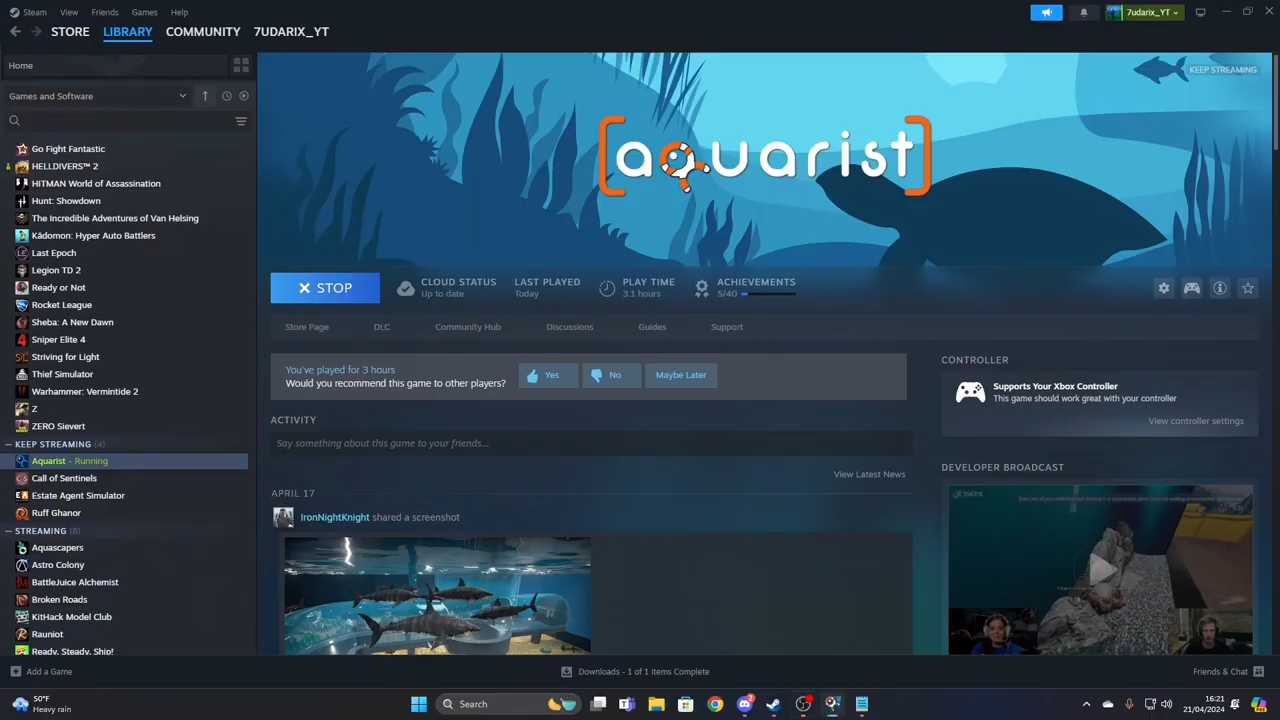 Steam View Friends Games Help
7udarix_YT
STORE LIBRARY COMMUNITY 7UDARIX_YT
Home
KEEP STREAMING
Games and Software
[aquarist]
Go Fight Fantastic
HELLDIVERS™ 2
HITMAN World of Assassination
Hunt: Showdown
The Incredible Adventures of Van Helsing
Kādomon: Hyper Auto Battlers
Last Epoch
Legion TD 2
Ready or Not
Rocket League
Sheba: A New Dawn
Sniper Elite 4
Striving for Light
Thief Simulator
Warhammer: Vermintide 2
Z
ZERO Sievert
KEEP STREAMING (4)
Aquarist - Running
Call of Sentinels
Estate Agent Simulator
Ruff Ghanor
STREAMING (8)
Aquascapers
Astro Colony
BattleJuice Alchemist
Broken Roads
KitHack Model Club
Rauniot
Ready, Steady, Ship!
STOP
CLOUD STATUS
Up to date
LAST PLAYED
Today
PLAY TIME
3.1 hours
ACHIEVEMENTS
5/40
Store Page DLC Community Hub Discussions Guides Support
You've played for 3 hours
Would you recommend this game to other players?
Yes No Maybe Later
ACTIVITY
Say something about this game to your friends...
View Latest News
APRIL 17
IronNightKnight shared a screenshot
CONTROLLER
Supports Your Xbox Controller
This game should work great with your controller
View controller settings
DEVELOPER BROADCAST
Add a Game
Downloads - 1 of 1 Items Complete
Friends & Chat
50°F
Heavy rain
Search
2
16:21
21/04/2024